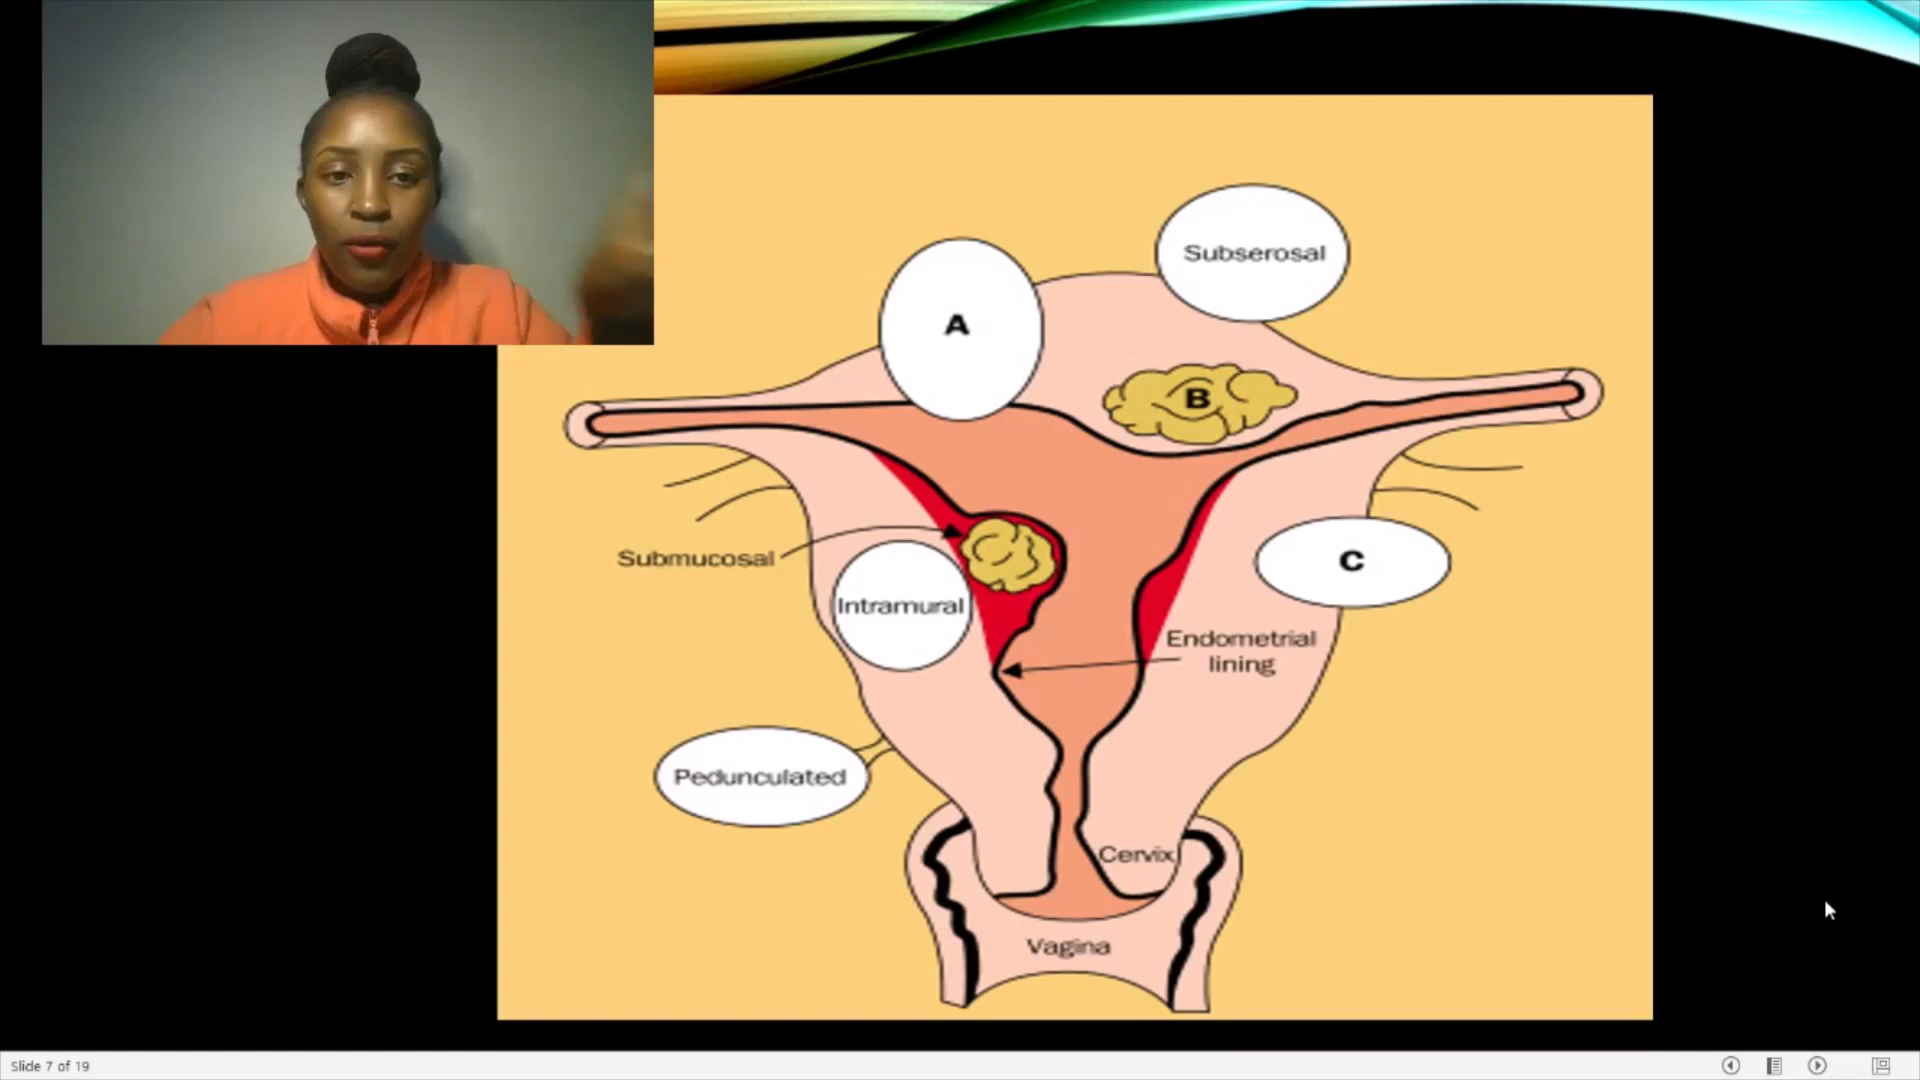 Subserosal
A
B
Submucosal
C
Intramural
Endometrial
lining
Pedunculated
Cervix
Vagina
Slide 7 of 19